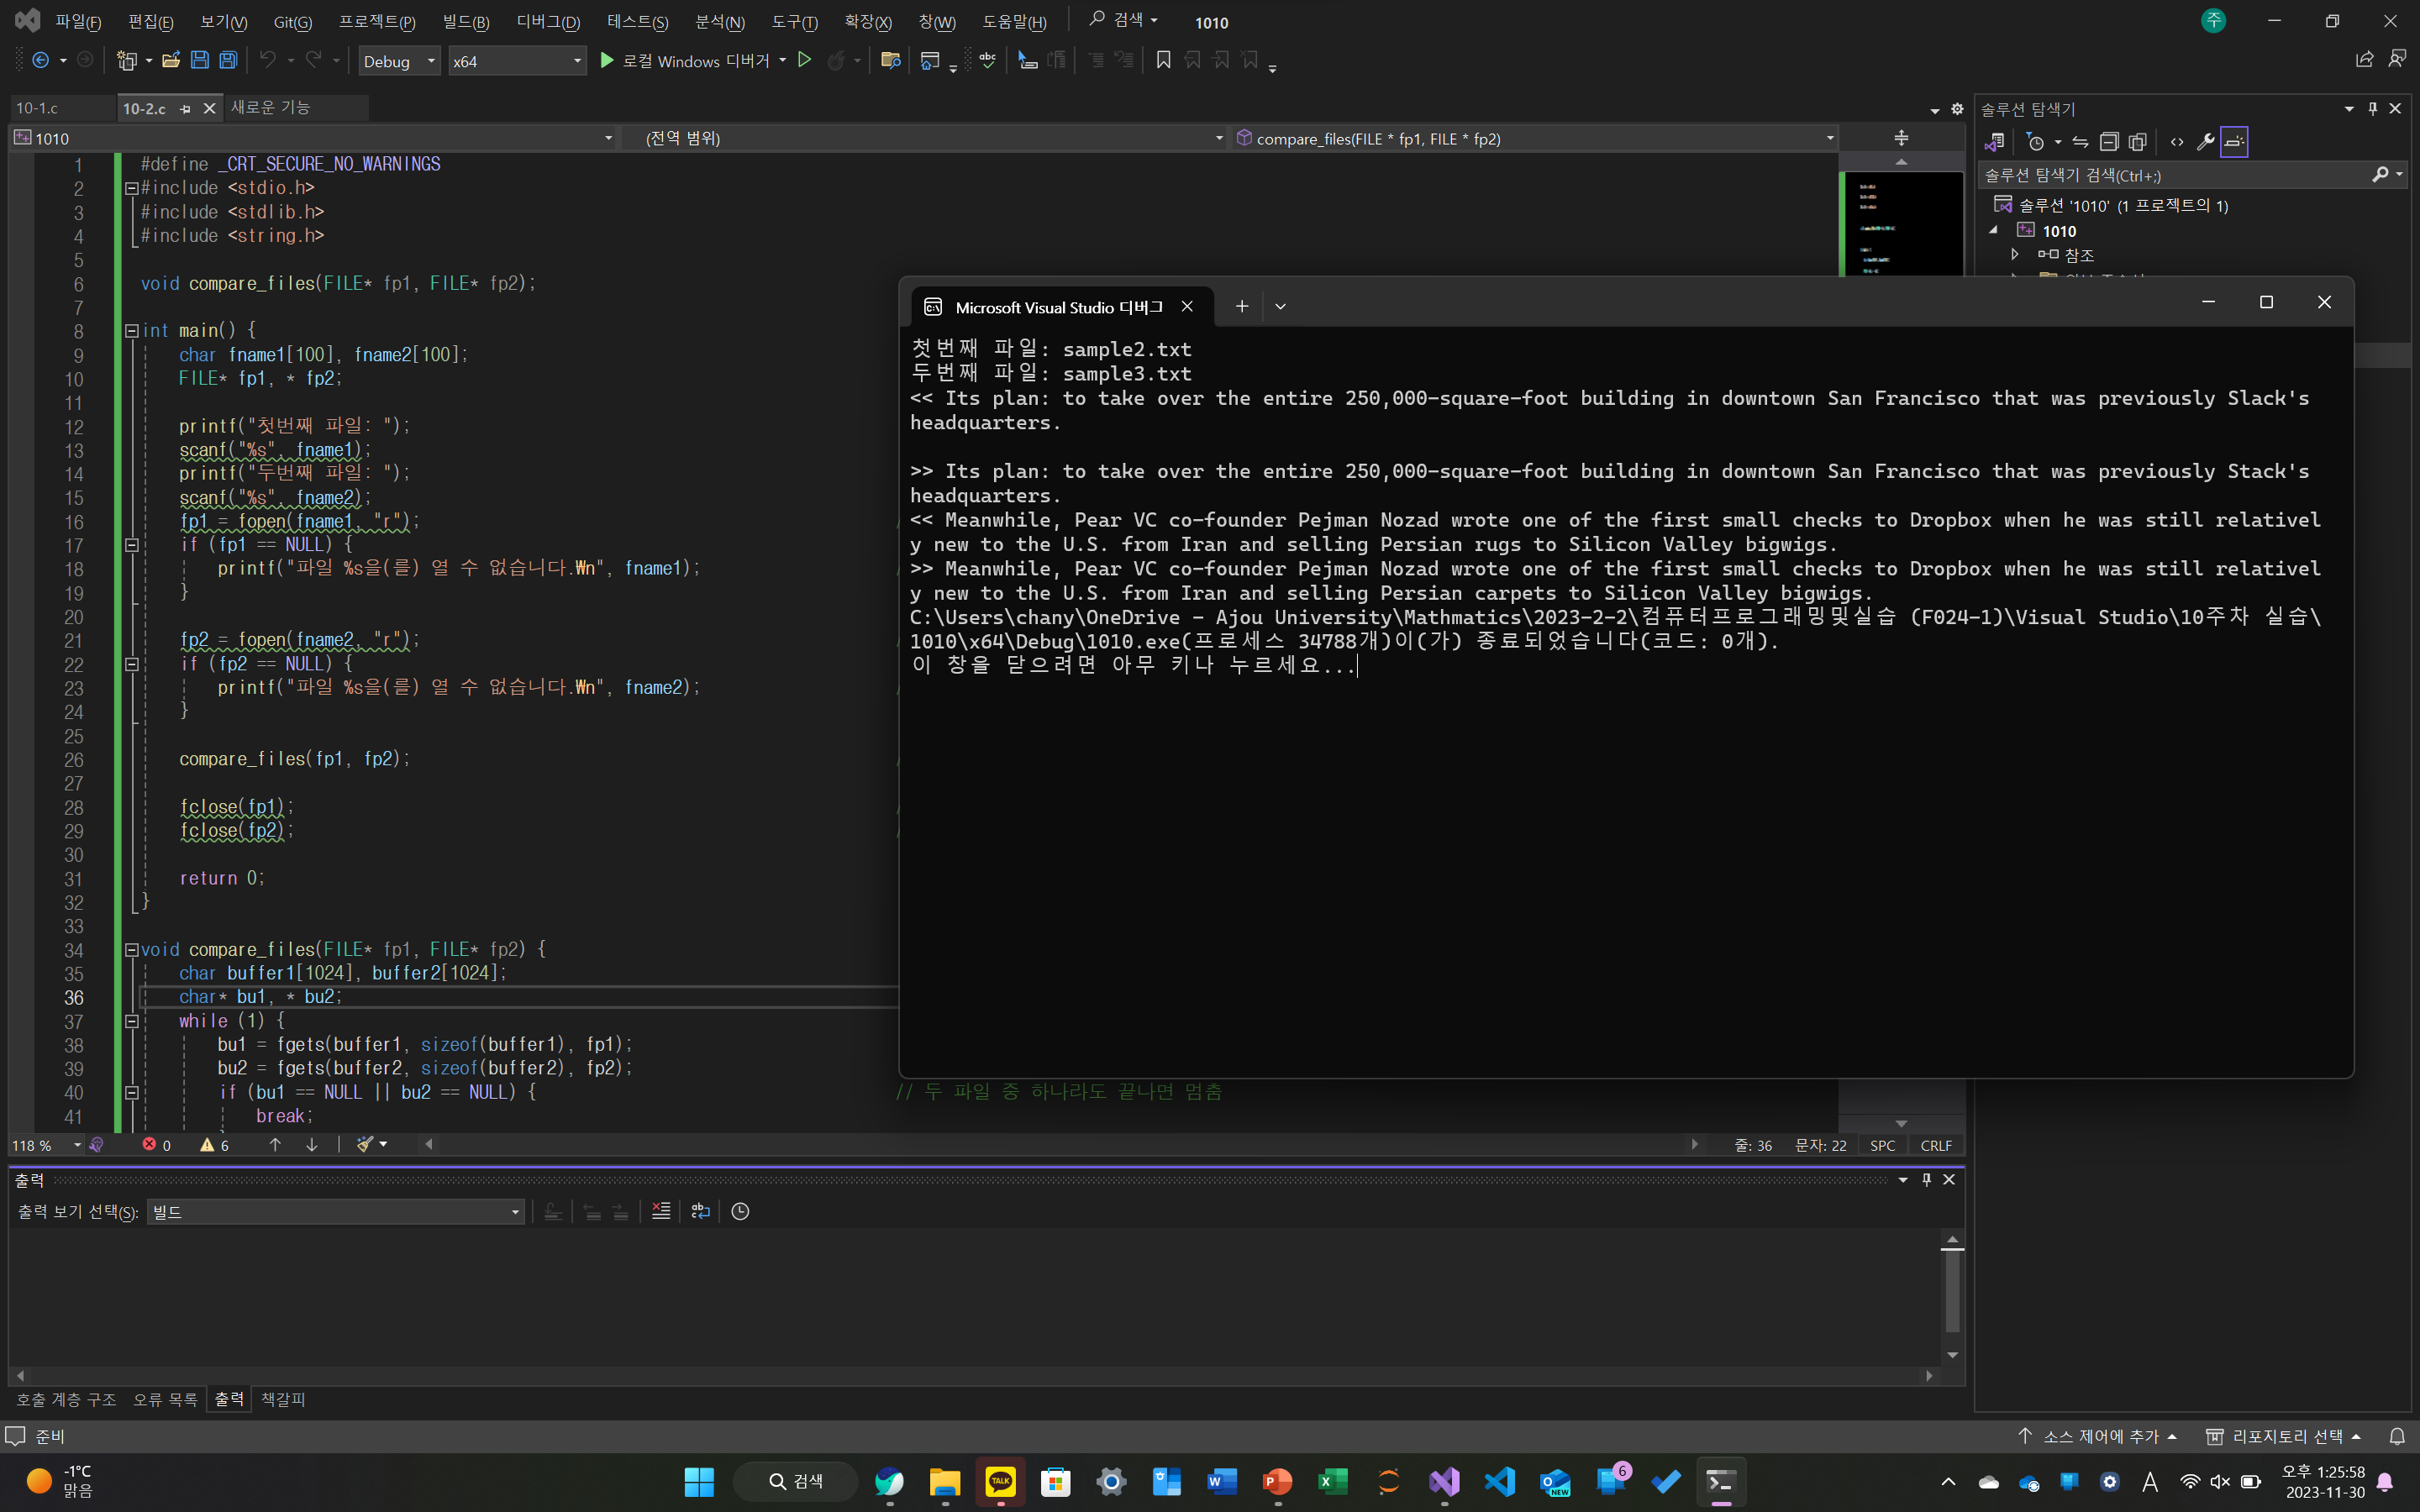 파일(F) 편집(E) 보기(V) Git(G) 프로젝트(P) 빌드(B) 디버그(D) 테스트(S) 분석(N) 도구(T) 확장(X) 창(W) 도움말(H) 검색 1010 주
Debug x64 로컬 Windows 디버거
10-1.c 10-2.c 새로운 기능
1010 (전역 범위) compare_files(FILE * fp1, FILE * fp2)
1 #define _CRT_SECURE_NO_WARNINGS
2 #include <stdio.h>
3 #include <stdlib.h>
4 #include <string.h>
5
6 void compare_files(FILE* fp1, FILE* fp2);
7
8 int main() {
9 char fname1[100], fname2[100];
10 FILE* fp1, * fp2;
11
12 printf("첫번째 파일: ");
13 scanf("%s", fname1);
14 printf("두번째 파일: ");
15 scanf("%s", fname2);
16 fp1 = fopen(fname1, "r");
17 if (fp1 == NULL) {
18 printf("파일 %s을(를) 열 수 없습니다.₩n", fname1);
19 }
20
21 fp2 = fopen(fname2, "r");
22 if (fp2 == NULL) {
23 printf("파일 %s을(를) 열 수 없습니다.₩n", fname2);
24 }
25
26 compare_files(fp1, fp2);
27
28 fclose(fp1);
29 fclose(fp2);
30
31 return 0;
32 }
33
34 void compare_files(FILE* fp1, FILE* fp2) {
35 char buffer1[1024], buffer2[1024];
36 char* bu1, * bu2;
37 while (1) {
38 bu1 = fgets(buffer1, sizeof(buffer1), fp1);
39 bu2 = fgets(buffer2, sizeof(buffer2), fp2);
40 if (bu1 == NULL || bu2 == NULL) { // 두 파일 중 하나라도 끝나면 멈춤
41 break;
118 % 0 6 줄: 36 문자: 22 SPC CRLF
솔루션 탐색기
솔루션 탐색기 검색(Ctrl+;)
솔루션 '1010' (1 프로젝트의 1)
1010
참조
Microsoft Visual Studio 디버그
첫번째 파일: sample2.txt
두번째 파일: sample3.txt
<< Its plan: to take over the entire 250,000-square-foot building in downtown San Francisco that was previously Slack's
headquarters.
>> Its plan: to take over the entire 250,000-square-foot building in downtown San Francisco that was previously Stack's
headquarters.
<< Meanwhile, Pear VC co-founder Pejman Nozad wrote one of the first small checks to Dropbox when he was still relativel
y new to the U.S. from Iran and selling Persian rugs to Silicon Valley bigwigs.
>> Meanwhile, Pear VC co-founder Pejman Nozad wrote one of the first small checks to Dropbox when he was still relativel
y new to the U.S. from Iran and selling Persian carpets to Silicon Valley bigwigs.
C:\Users\chany\OneDrive - Ajou University\Mathmatics\2023-2-2\컴퓨터프로그래밍및실습 (F024-1)\Visual Studio\10주차 실습\
1010\x64\Debug\1010.exe(프로세스 34788개)이(가) 종료되었습니다(코드: 0개).
이 창을 닫으려면 아무 키나 누르세요...
출력
출력 보기 선택(S): 빌드
호출 계층 구조 오류 목록 출력 책갈피
준비 소스 제어에 추가 리포지토리 선택
-1°C
맑음
검색
TALK
NEW
6
A
오후 1:25:58
2023-11-30